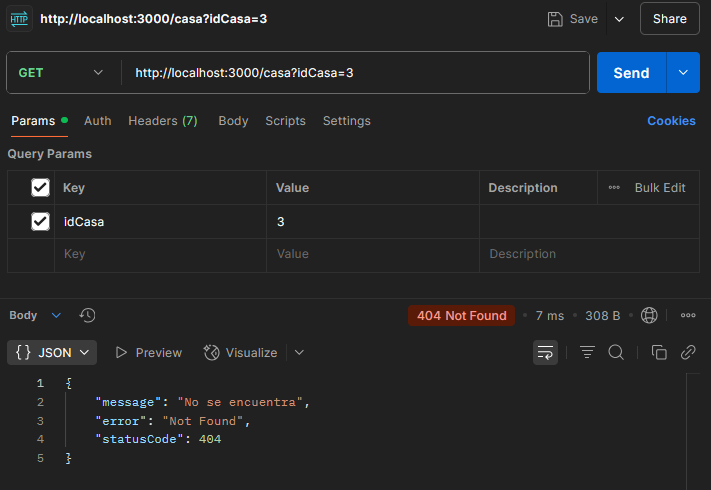 HTTP http://localhost:3000/casa?idCasa=3 Save Share
GET http://localhost:3000/casa?idCasa=3 Send
Params Auth Headers (7) Body Scripts Settings Cookies
Query Params
Key Value Description Bulk Edit
idCasa 3
Key Value Description
Body 404 Not Found 7 ms 308 B
{} JSON Preview Visualize
1 {
2 "message": "No se encuentra",
3 "error": "Not Found",
4 "statusCode": 404
5 }